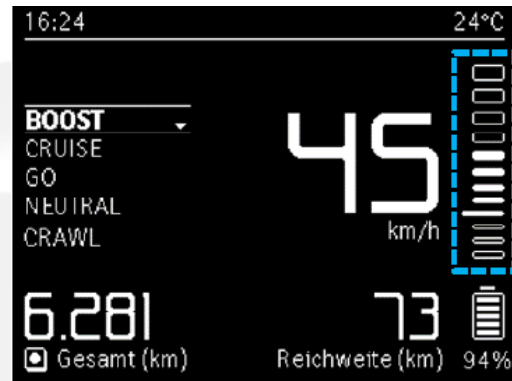 16:24 24°C
BOOST
CRUISE
GO
NEUTRAL
CRAWL
45
km/h
6.281 73
Gesamt (km) Reichweite (km) 94%